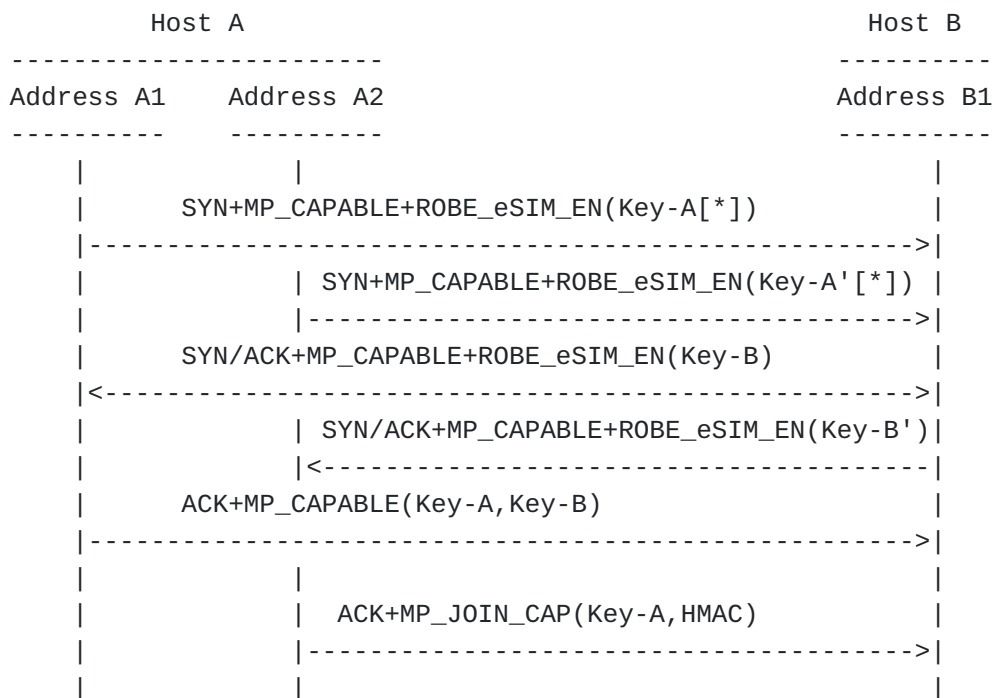 Host A Host B
------------------------ ----------
Address A1 Address A2 Address B1
---------- ---------- ----------
| | |
| SYN+MP_CAPABLE+ROBE_eSIM_EN(Key-A[*]) |
|----------------------------------------------------->|
| | SYN+MP_CAPABLE+ROBE_eSIM_EN(Key-A'[*]) |
| |--------------------------------------->|
| SYN/ACK+MP_CAPABLE+ROBE_eSIM_EN(Key-B) |
|<---------------------------------------------------->|
| | SYN/ACK+MP_CAPABLE+ROBE_eSIM_EN(Key-B')|
| |<---------------------------------------|
| ACK+MP_CAPABLE(Key-A,Key-B) |
|----------------------------------------------------->|
| | |
| | ACK+MP_JOIN_CAP(Key-A,HMAC) |
| |--------------------------------------->|
| | |